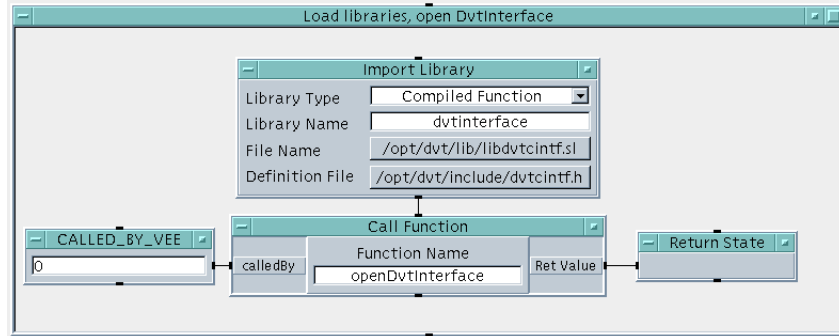 Load libraries, open DvtInterface
Import Library
Library Type Compiled Function
Library Name dvtinterface
File Name /opt/dvt/lib/libdvtcintf.sl
Definition File /opt/dvt/include/dvtcintf.h
Call Function
CALLED_BY_VEE
0
calledBy
Function Name
openDvtInterface
Ret Value
Return State